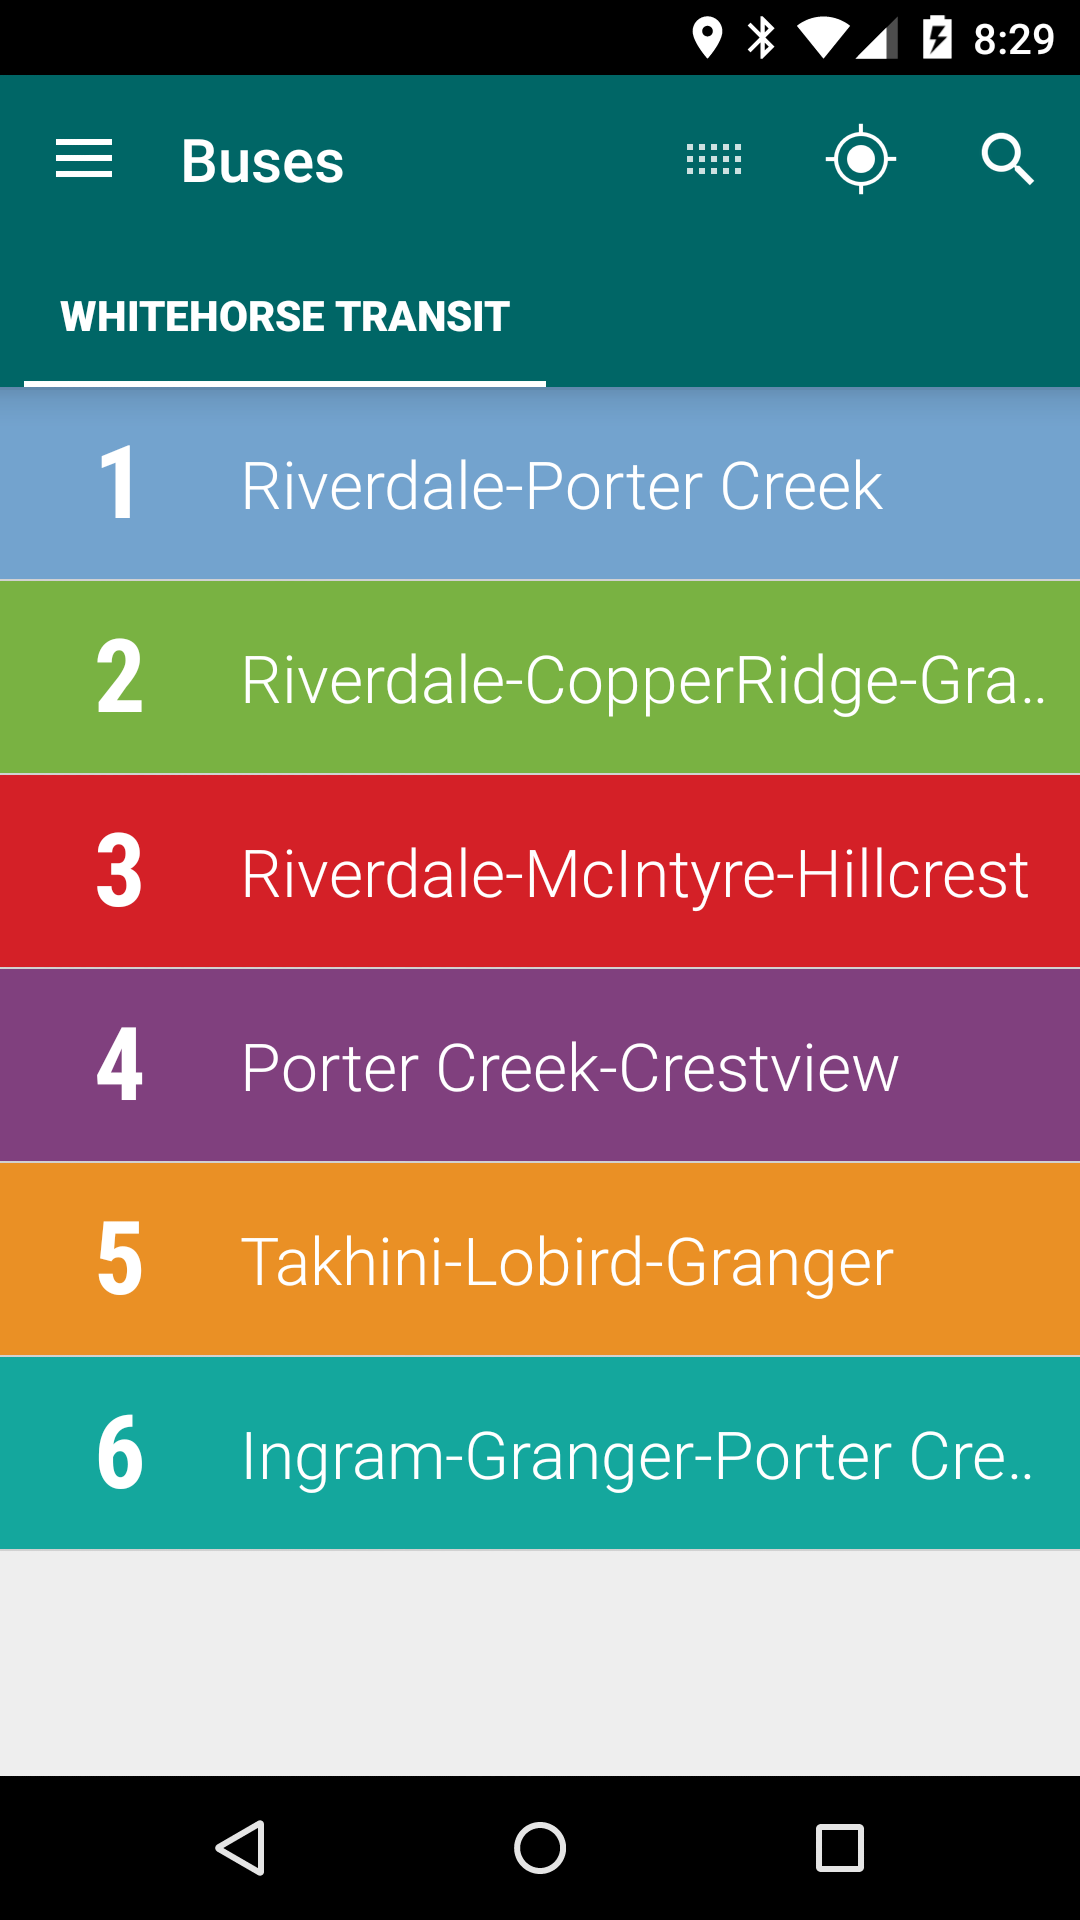 8:29
Buses
WHITEHORSE TRANSIT
1 Riverdale-Porter Creek
2 Riverdale-CopperRidge-Gra..
3 Riverdale-McIntyre-Hillcrest
4 Porter Creek-Crestview
5 Takhini-Lobird-Granger
6 Ingram-Granger-Porter Cre..